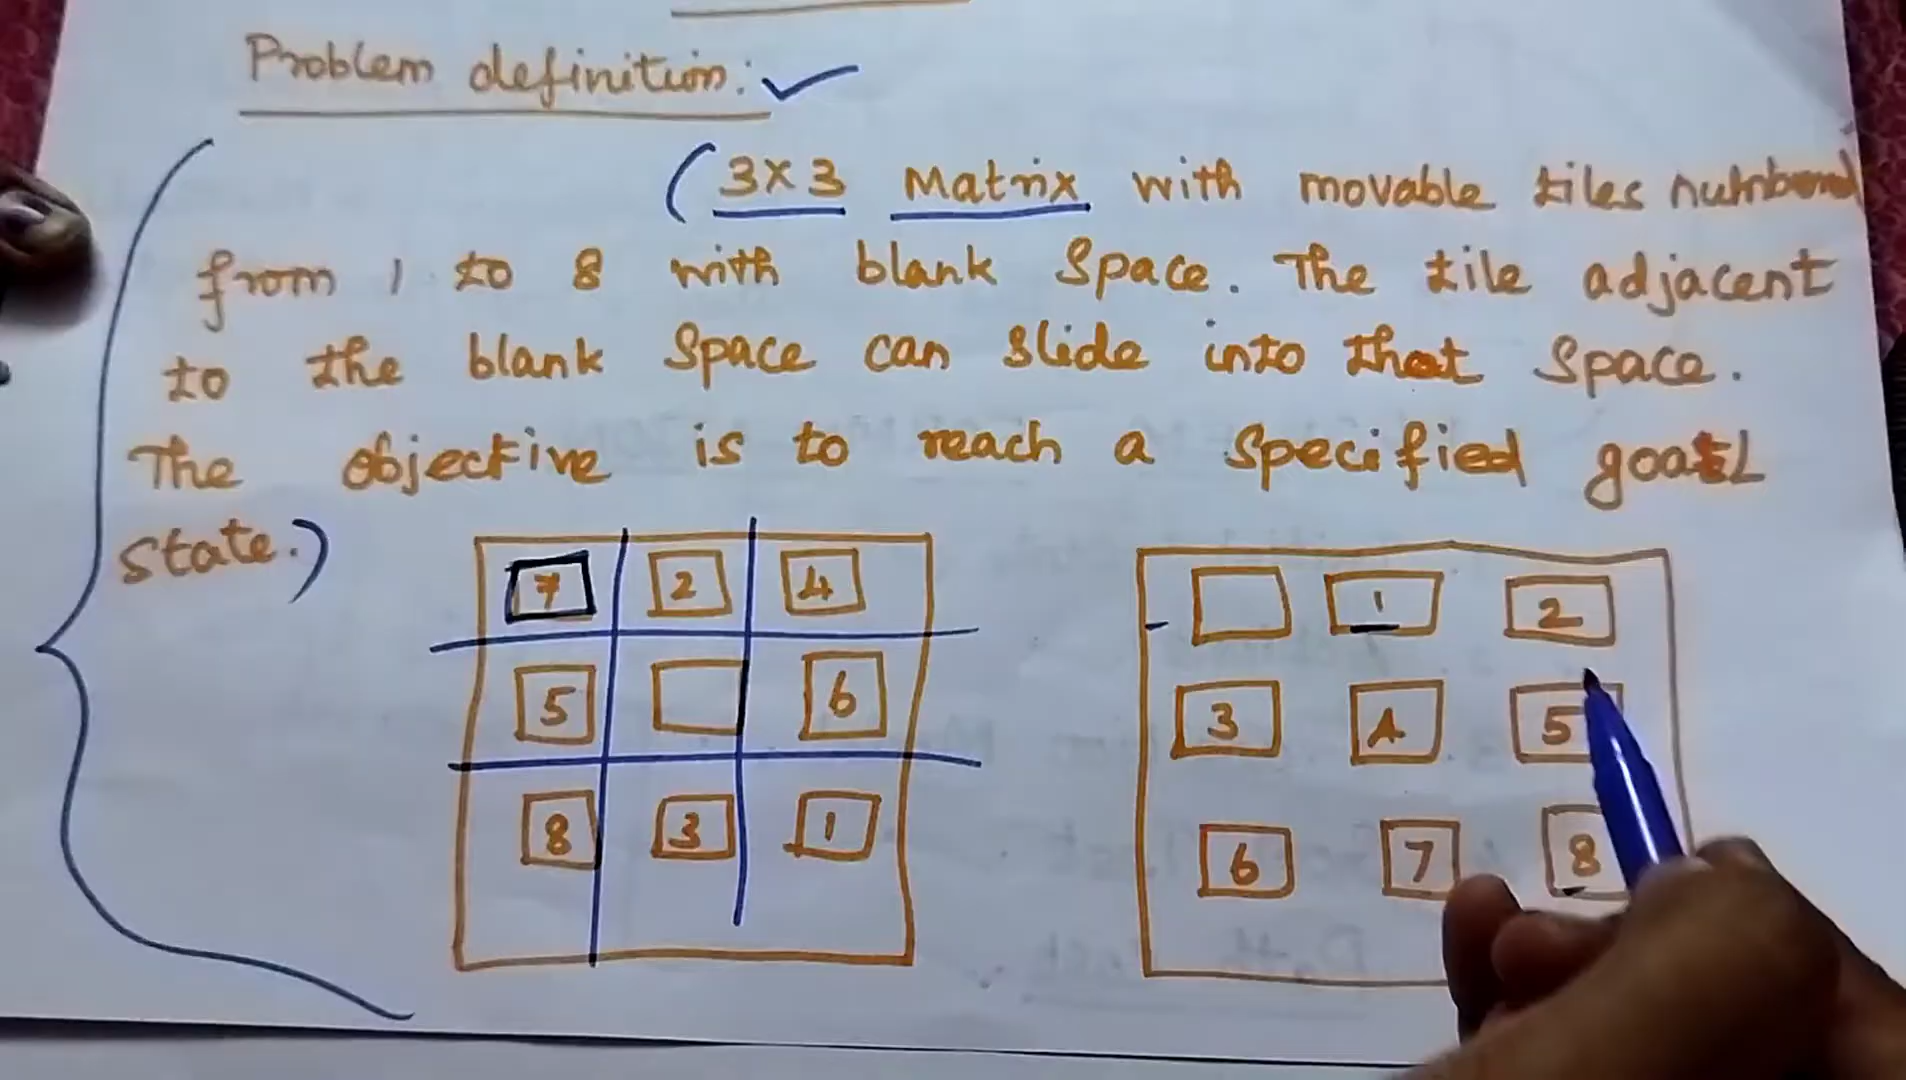 Problem definition:
(3x3 Matrix with movable tiles numbered
from 1 to 8 with blank Space. The tile adjacent
to the blank Space can slide into that Space.
The objective is to reach a specified goal
state.)
7 2 4
5 6
8 3 1
1 2
3 4 5
6 7 8